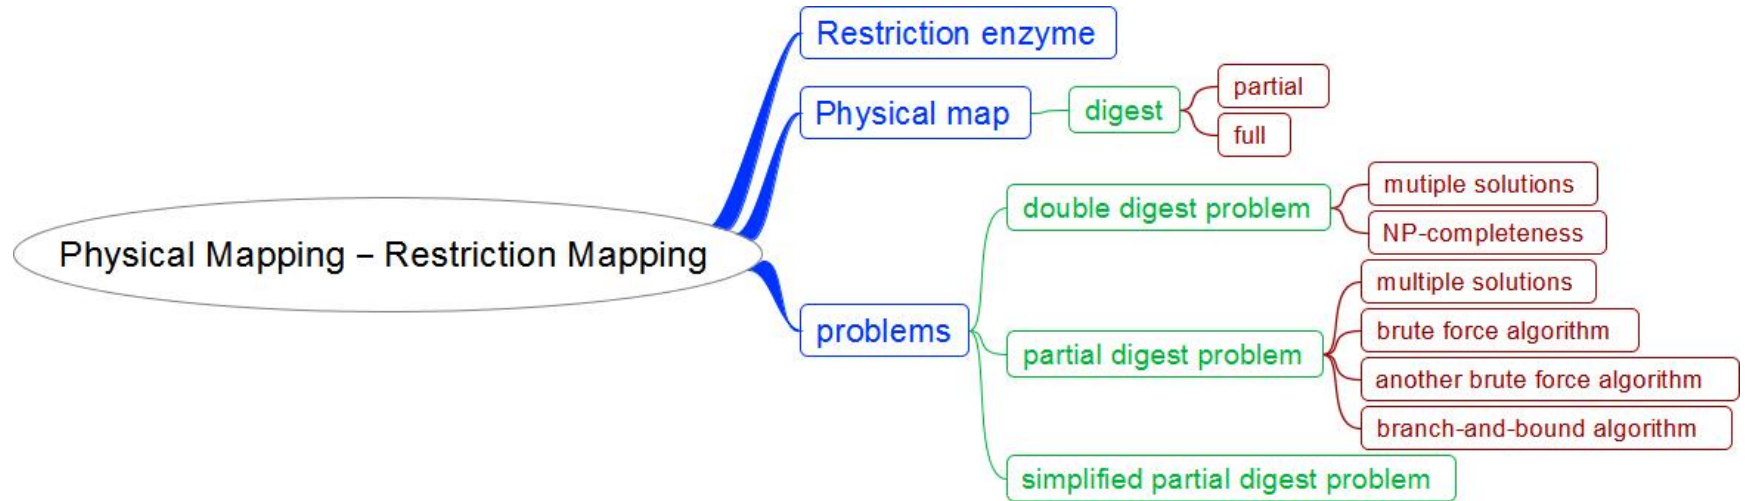 Physical Mapping – Restriction Mapping
Restriction enzyme
Physical map
digest
partial
full
problems
double digest problem
mutiple solutions
NP-completeness
partial digest problem
multiple solutions
brute force algorithm
another brute force algorithm
branch-and-bound algorithm
simplified partial digest problem